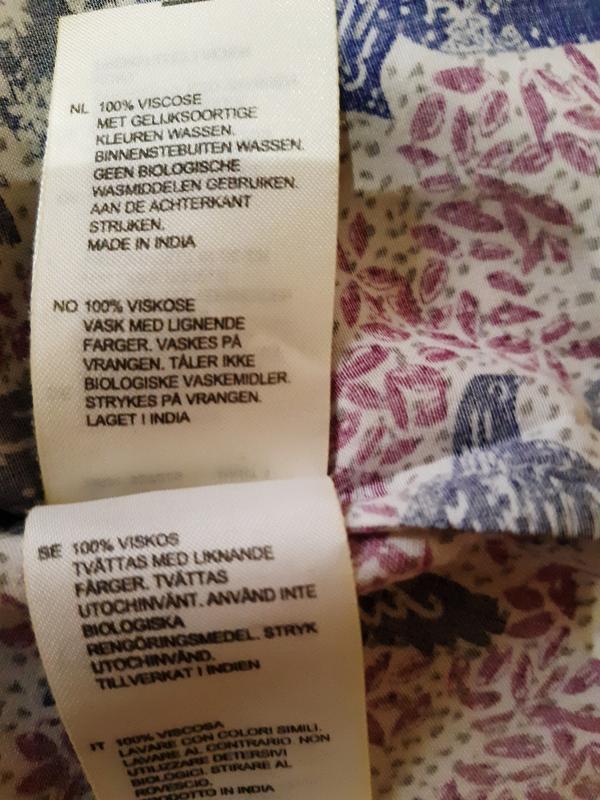 NL 100% VISCOSE
MET GELIJKSOORTIGE
KLEUREN WASSEN.
BINNENSTEBUITEN WASSEN.
GEEN BIOLOGISCHE
WASMIDDELEN GEBRUIKEN.
AAN DE ACHTERKANT
STRIJKEN.
MADE IN INDIA
NO 100% VISKOSE
VASK MED LIGNENDE
FARGER. VASKES PÅ
VRANGEN. TÅLER IKKE
BIOLOGISKE VASKEMIDLER.
STRYKES PÅ VRANGEN.
LAGET I INDIA
SE 100% VISKOS
TVÄTTAS MED LIKNANDE
FÄRGER. TVÄTTAS
UTOCHINVÄNT. ANVÄND INTE
BIOLOGISKA
RENGÖRINGSMEDEL. STRYK
UTOCHINVÄND.
TILLVERKAT I INDIEN
IT 100% VISCOSA
LAVARE CON COLORI SIMILI.
LAVARE AL CONTRARIO. NON
UTILIZZARE DETERSIVI
BIOLOGICI. STIRARE AL
ROVESCIO.
PRODOTTO IN INDIA